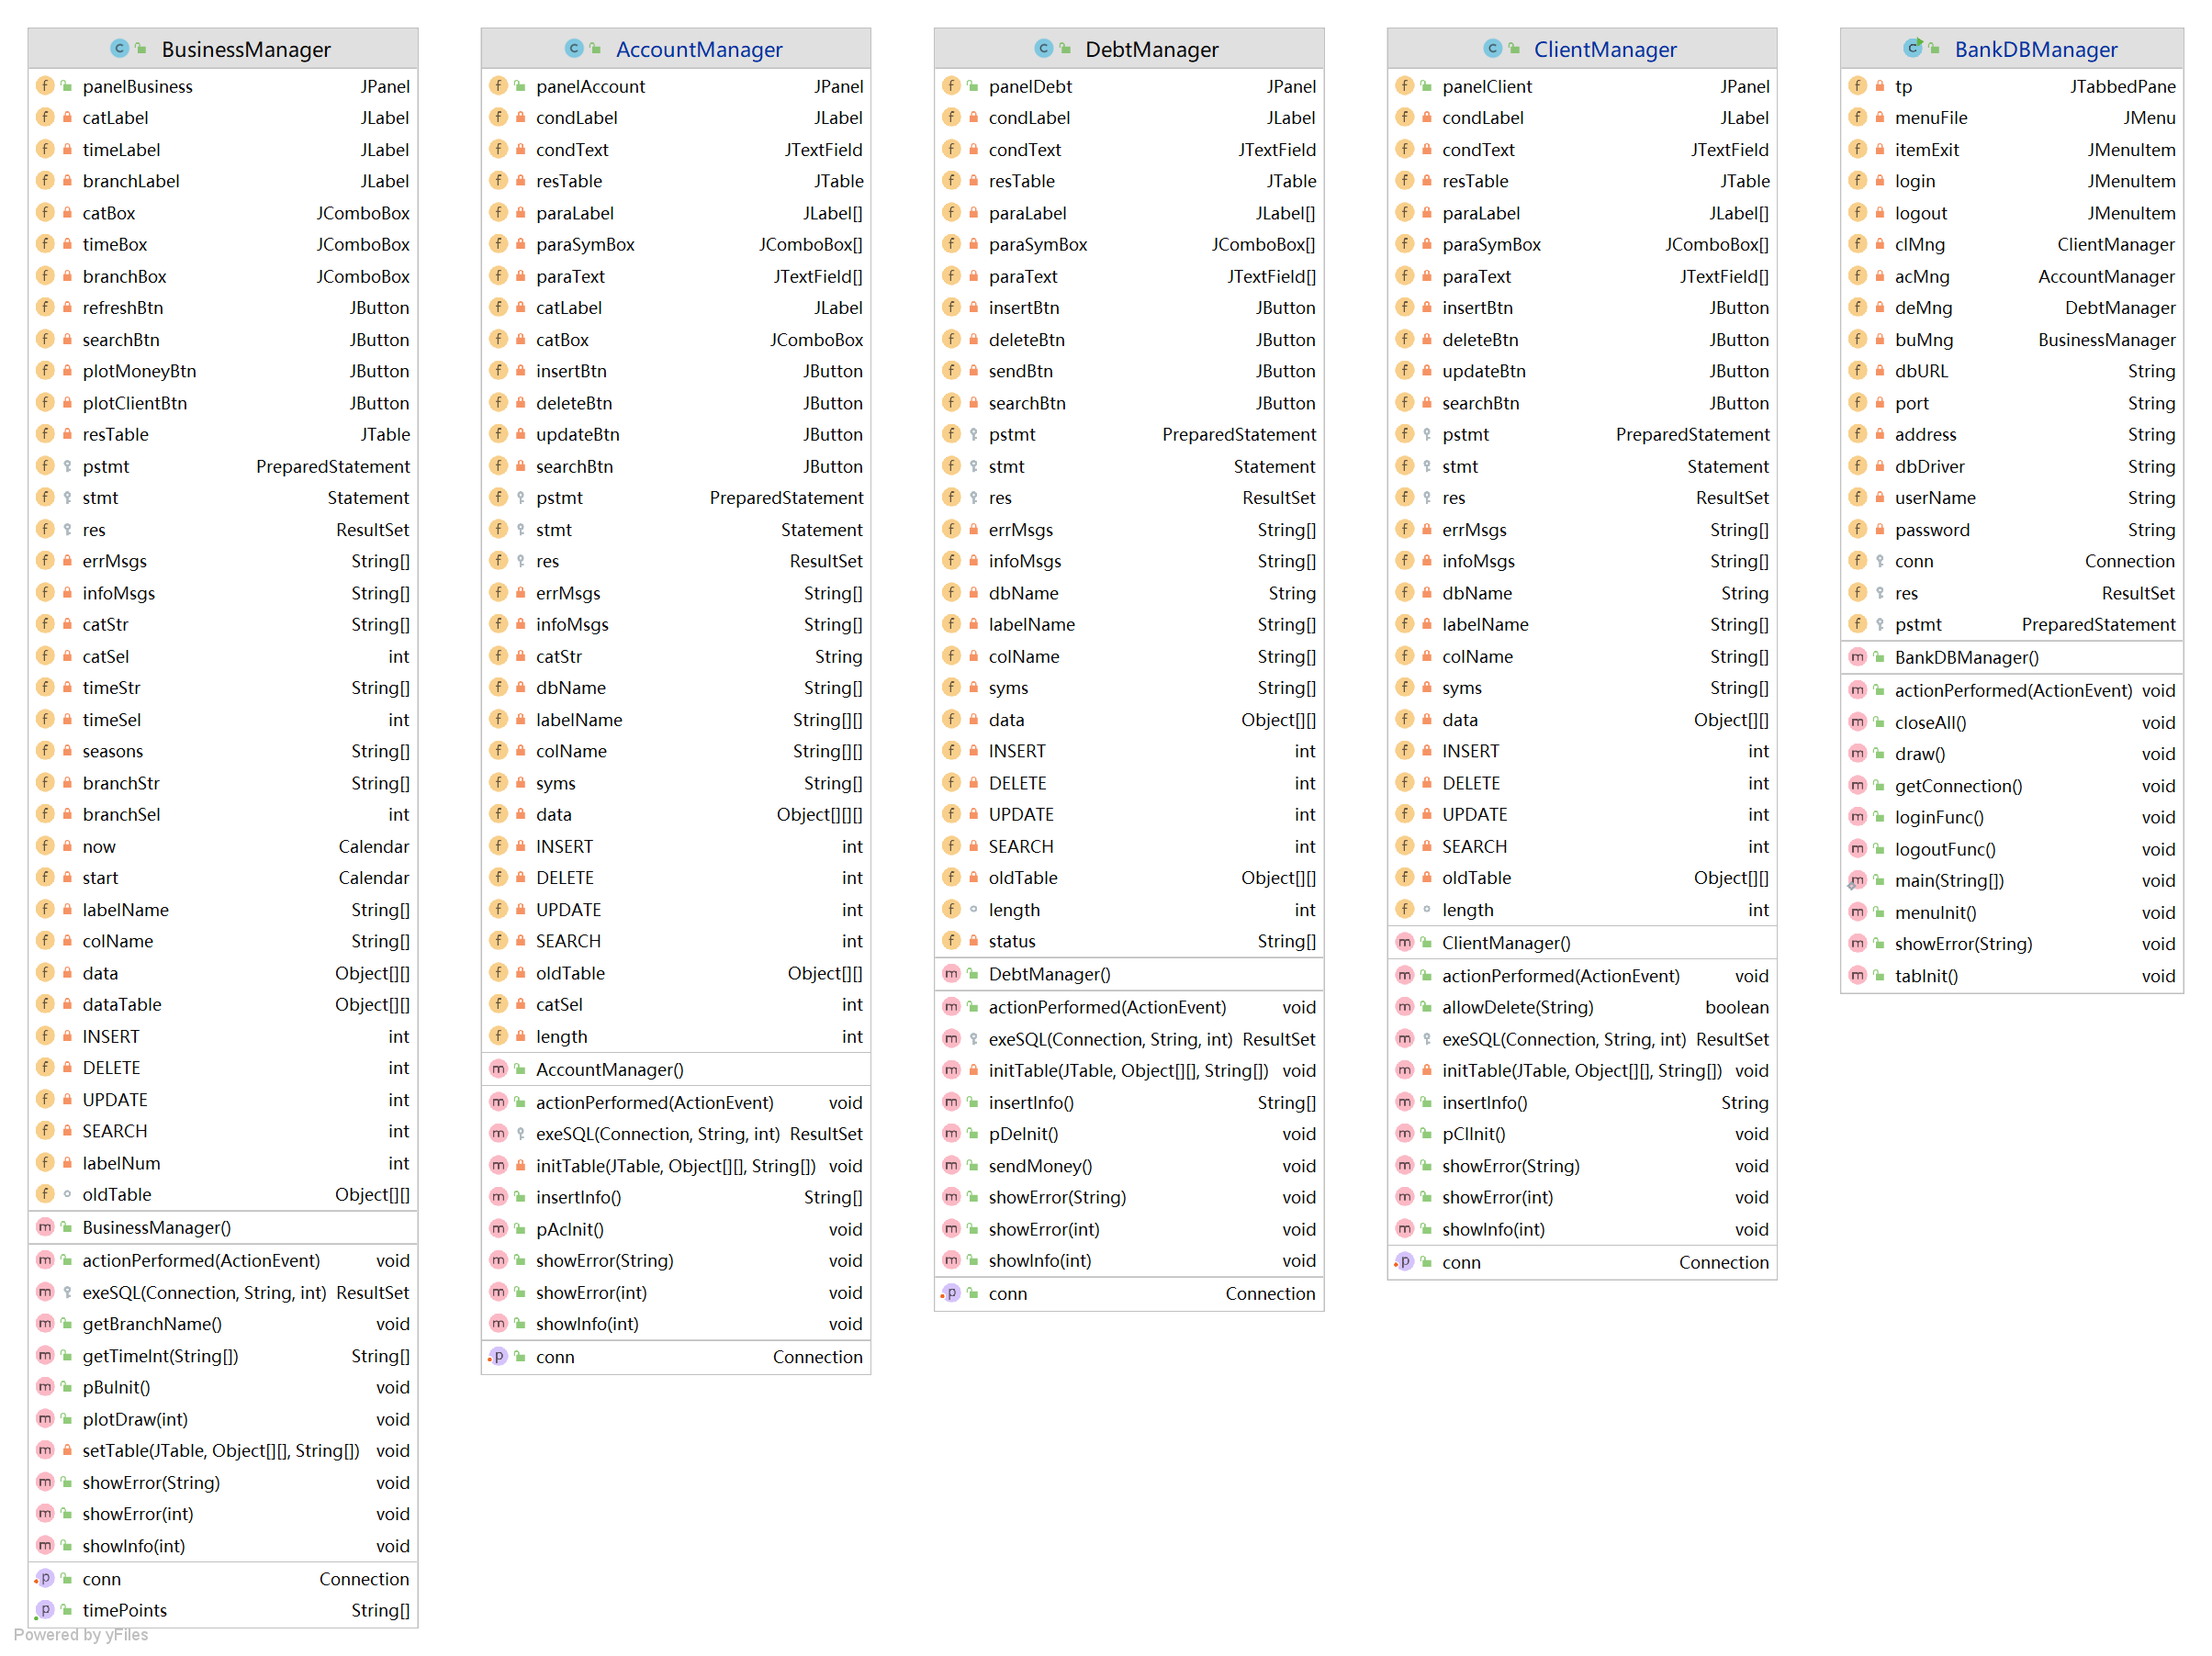 BusinessManager
panelBusiness JPanel
catLabel JLabel
timeLabel JLabel
branchLabel JLabel
catBox JComboBox
timeBox JComboBox
branchBox JComboBox
refreshBtn JButton
searchBtn JButton
plotMoneyBtn JButton
plotClientBtn JButton
resTable JTable
pstmt PreparedStatement
stmt Statement
res ResultSet
errMsgs String[]
infoMsgs String[]
catStr String[]
catSel int
timeStr String[]
timeSel int
seasons String[]
branchStr String[]
branchSel int
now Calendar
start Calendar
labelName String[]
colName String[]
data Object[][]
dataTable Object[][]
INSERT int
DELETE int
UPDATE int
SEARCH int
labelNum int
oldTable Object[][]
BusinessManager()
actionPerformed(ActionEvent) void
exeSQL(Connection, String, int) ResultSet
getBranchName() void
getTimeInt(String[]) String[]
pBuInit() void
plotDraw(int) void
setTable(JTable, Object[][], String[]) void
showError(String) void
showError(int) void
showInfo(int) void
conn Connection
timePoints String[]
AccountManager
panelAccount JPanel
condLabel JLabel
condText JTextField
resTable JTable
paraLabel JLabel[]
paraSymBox JComboBox[]
paraText JTextField[]
catLabel JLabel
catBox JComboBox
insertBtn JButton
deleteBtn JButton
updateBtn JButton
searchBtn JButton
pstmt PreparedStatement
stmt Statement
res ResultSet
errMsgs String[]
infoMsgs String[]
catStr String
dbName String[]
labelName String[][]
colName String[][]
syms String[]
data Object[][][]
INSERT int
DELETE int
UPDATE int
SEARCH int
oldTable Object[][]
catSel int
length int
AccountManager()
actionPerformed(ActionEvent) void
exeSQL(Connection, String, int) ResultSet
initTable(JTable, Object[][], String[]) void
insertInfo() String[]
pAcInit() void
showError(String) void
showError(int) void
showInfo(int) void
conn Connection
DebtManager
panelDebt JPanel
condLabel JLabel
condText JTextField
resTable JTable
paraLabel JLabel[]
paraSymBox JComboBox[]
paraText JTextField[]
insertBtn JButton
deleteBtn JButton
sendBtn JButton
searchBtn JButton
pstmt PreparedStatement
stmt Statement
res ResultSet
errMsgs String[]
infoMsgs String[]
dbName String
labelName String[]
colName String[]
syms String[]
data Object[][]
INSERT int
DELETE int
UPDATE int
SEARCH int
oldTable Object[][]
length int
status String[]
DebtManager()
actionPerformed(ActionEvent) void
exeSQL(Connection, String, int) ResultSet
initTable(JTable, Object[][], String[]) void
insertInfo() String[]
pDeInit() void
sendMoney() void
showError(String) void
showError(int) void
showInfo(int) void
conn Connection
ClientManager
panelClient JPanel
condLabel JLabel
condText JTextField
resTable JTable
paraLabel JLabel[]
paraSymBox JComboBox[]
paraText JTextField[]
insertBtn JButton
deleteBtn JButton
updateBtn JButton
searchBtn JButton
pstmt PreparedStatement
stmt Statement
res ResultSet
errMsgs String[]
infoMsgs String[]
dbName String
labelName String[]
colName String[]
syms String[]
data Object[][]
INSERT int
DELETE int
UPDATE int
SEARCH int
oldTable Object[][]
length int
ClientManager()
actionPerformed(ActionEvent) void
allowDelete(String) boolean
exeSQL(Connection, String, int) ResultSet
initTable(JTable, Object[][], String[]) void
insertInfo() String
pClInit() void
showError(String) void
showError(int) void
showInfo(int) void
conn Connection
BankDBManager
tp JTabbedPane
menuFile JMenu
itemExit JMenuItem
login JMenuItem
logout JMenuItem
clMng ClientManager
acMng AccountManager
deMng DebtManager
buMng BusinessManager
dbURL String
port String
address String
dbDriver String
userName String
password String
conn Connection
res ResultSet
pstmt PreparedStatement
BankDBManager()
actionPerformed(ActionEvent) void
closeAll() void
draw() void
getConnection() void
loginFunc() void
logoutFunc() void
main(String[]) void
menuInit() void
showError(String) void
tabInit() void
Powered by yFiles